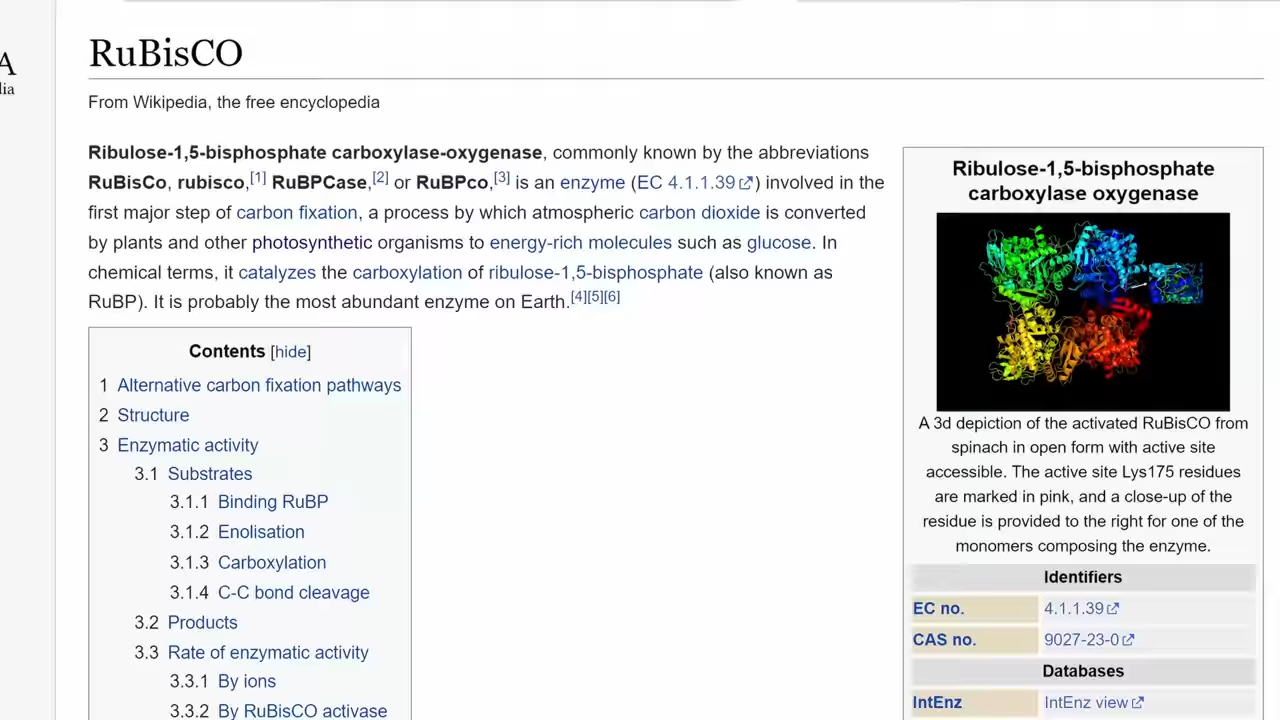 A
dia
RuBisCO
From Wikipedia, the free encyclopedia
Ribulose-1,5-bisphosphate carboxylase-oxygenase, commonly known by the abbreviations
RuBisCo, rubisco,[1] RuBPCase,[2] or RuBPco,[3] is an enzyme (EC 4.1.1.39) involved in the
first major step of carbon fixation, a process by which atmospheric carbon dioxide is converted
by plants and other photosynthetic organisms to energy-rich molecules such as glucose. In
chemical terms, it catalyzes the carboxylation of ribulose-1,5-bisphosphate (also known as
RuBP). It is probably the most abundant enzyme on Earth.[4][5][6]
Contents [hide]
1 Alternative carbon fixation pathways
2 Structure
3 Enzymatic activity
3.1 Substrates
3.1.1 Binding RuBP
3.1.2 Enolisation
3.1.3 Carboxylation
3.1.4 C-C bond cleavage
3.2 Products
3.3 Rate of enzymatic activity
3.3.1 By ions
3.3.2 By RuBisCO activase
Ribulose-1,5-bisphosphate
carboxylase oxygenase
A 3d depiction of the activated RuBisCO from
spinach in open form with active site
accessible. The active site Lys175 residues
are marked in pink, and a close-up of the
residue is provided to the right for one of the
monomers composing the enzyme.
Identifiers
EC no. 4.1.1.39
CAS no. 9027-23-0
Databases
IntEnz IntEnz view